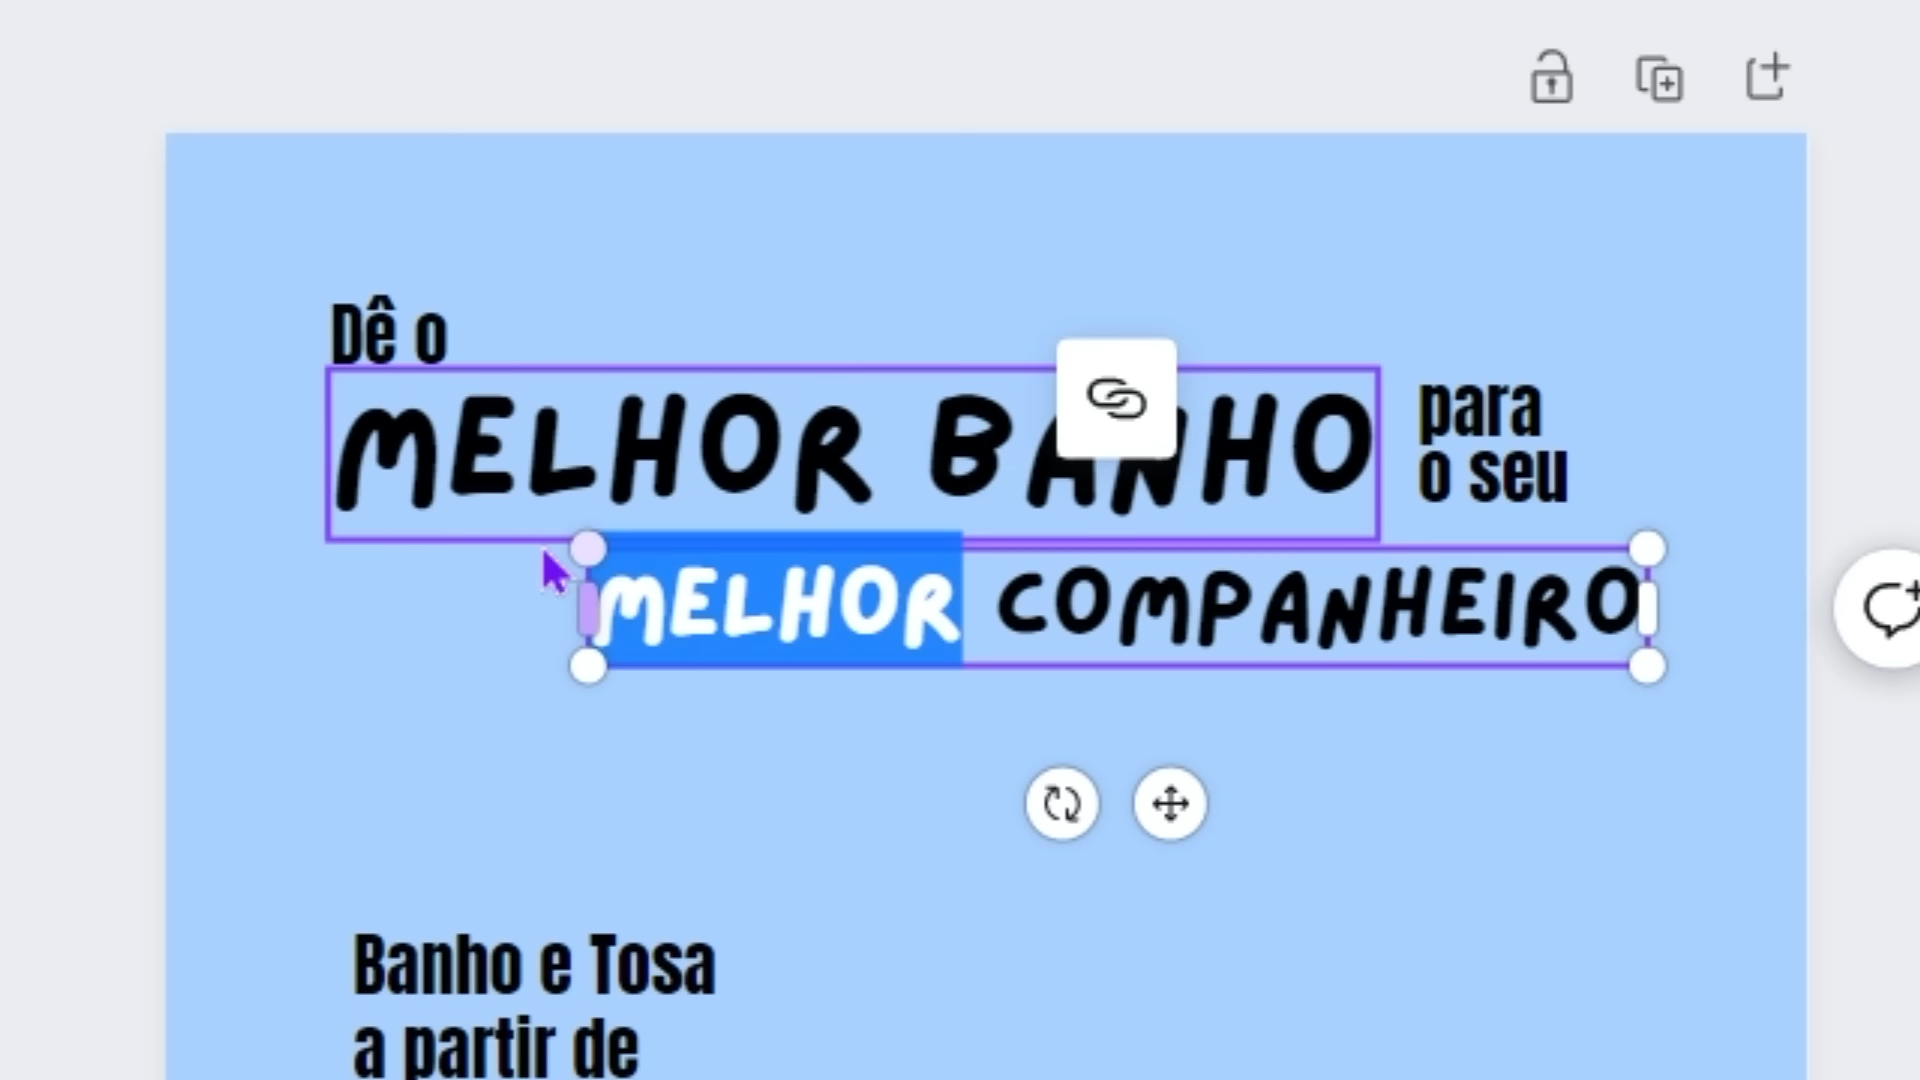 Dê o
MELHOR BANHO
para
o seu
MELHOR COMPANHEIRO
Banho e Tosa
a partir de